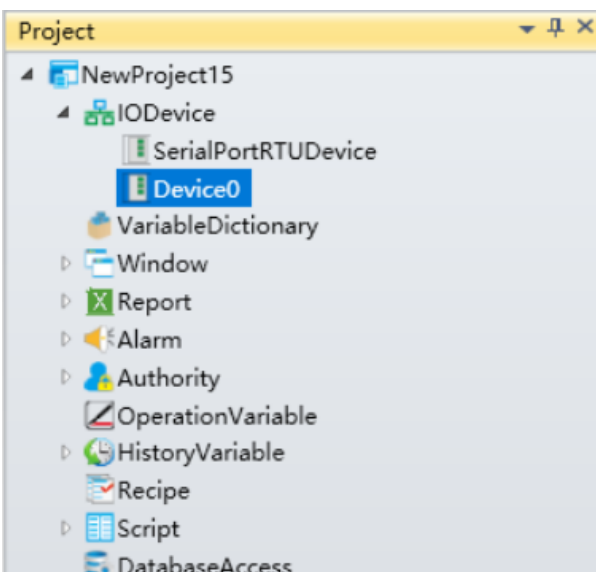 Project
NewProject15
IODevice
SerialPortRTUDevice
Device0
VariableDictionary
Window
Report
Alarm
Authority
OperationVariable
HistoryVariable
Recipe
Script
DatabaseAccess